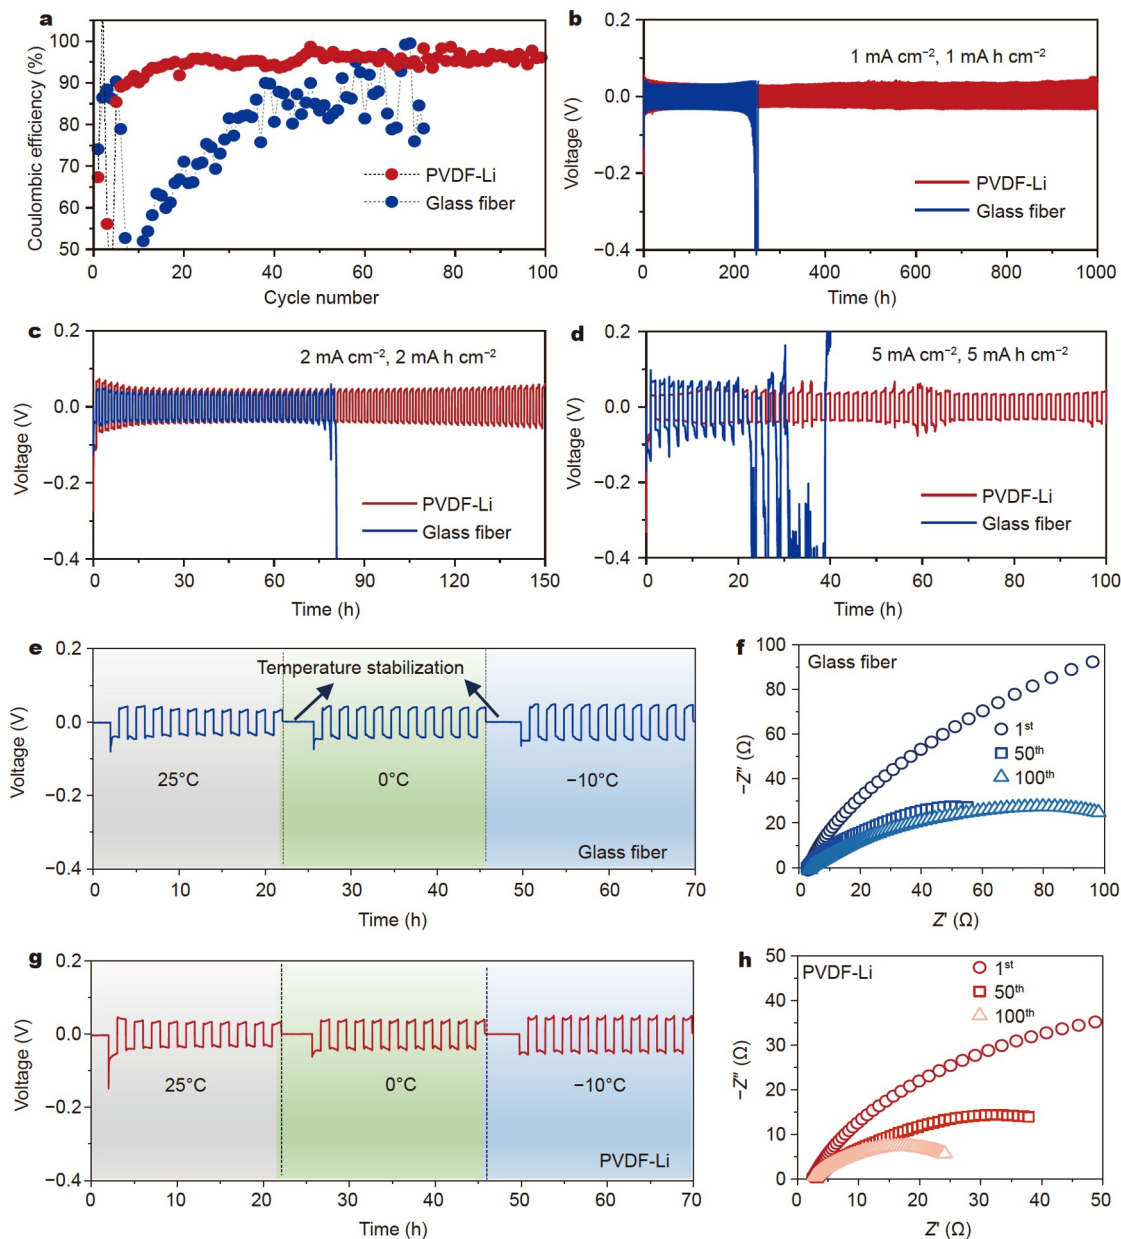 a
Coulombic efficiency (%)
100
90
80
70
60
50
PVDF-Li
Glass fiber
0 20 40 60 80 100
Cycle number
b
Voltage (V)
0.2
0.0
−0.2
−0.4
1 mA cm⁻², 1 mA h cm⁻²
PVDF-Li
Glass fiber
0 200 400 600 800 1000
Time (h)
c
Voltage (V)
0.2
0.0
−0.2
−0.4
2 mA cm⁻², 2 mA h cm⁻²
PVDF-Li
Glass fiber
0 30 60 90 120 150
Time (h)
d
Voltage (V)
0.2
0.0
−0.2
−0.4
5 mA cm⁻², 5 mA h cm⁻²
PVDF-Li
Glass fiber
0 20 40 60 80 100
Time (h)
e
Voltage (V)
0.2
0.0
−0.2
−0.4
Temperature stabilization
25°C 0°C −10°C
Glass fiber
0 10 20 30 40 50 60 70
Time (h)
f
−Z″ (Ω)
100
80
60
40
20
0
Glass fiber
1st
50th
100th
0 20 40 60 80 100
Z′ (Ω)
g
Voltage (V)
0.2
0.0
−0.2
−0.4
25°C 0°C −10°C
PVDF-Li
0 10 20 30 40 50 60 70
Time (h)
h
−Z″ (Ω)
50
40
30
20
10
0
PVDF-Li
1st
50th
100th
0 10 20 30 40 50
Z′ (Ω)